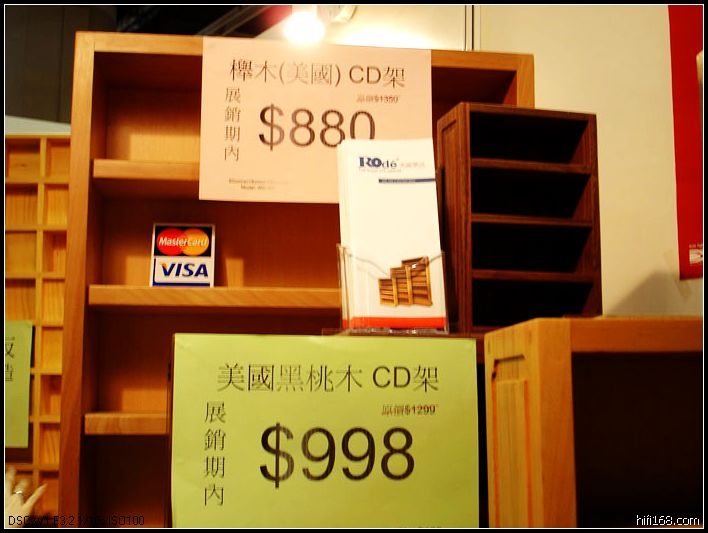 櫸木(美國) CD架
原價$1350
展銷期內
$880
ROde
MasterCard
VISA
美國黑桃木 CD架
原價$1299
展銷期內
$998
hifi168.com